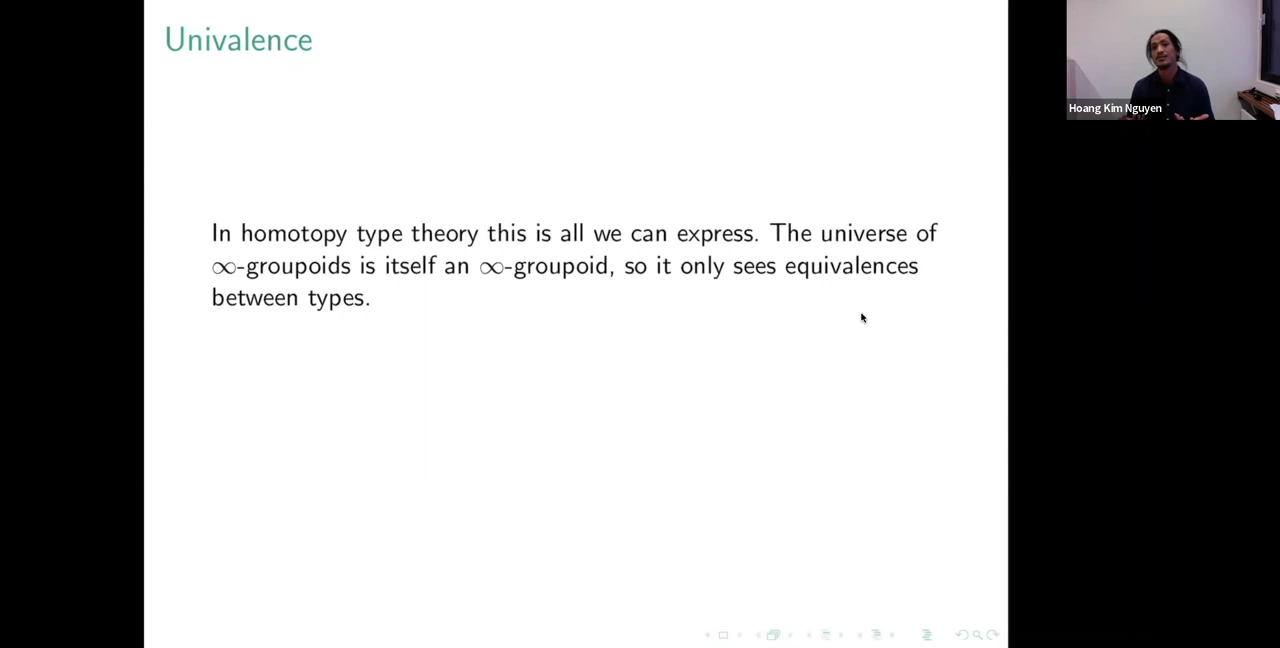 Univalence
In homotopy type theory this is all we can express. The universe of
∞-groupoids is itself an ∞-groupoid, so it only sees equivalences
between types.
Hoang Kim Nguyen